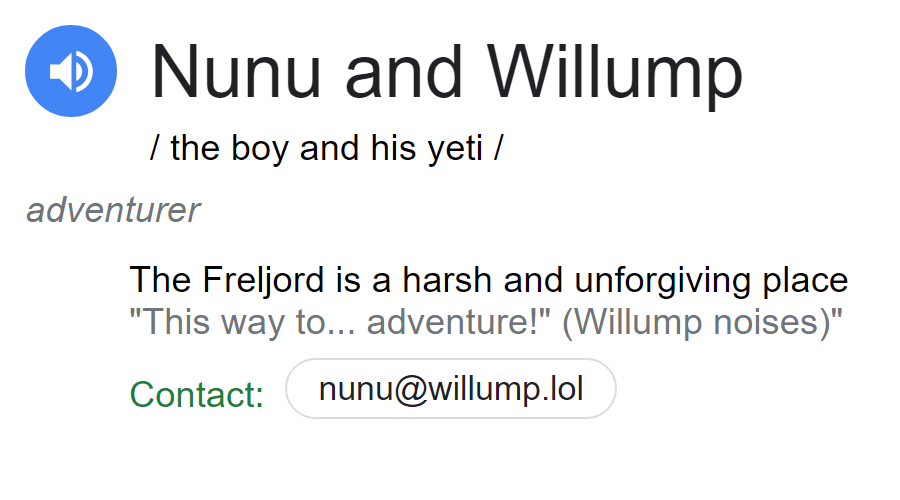 Nunu and Willump
/ the boy and his yeti /
adventurer
The Freljord is a harsh and unforgiving place
"This way to... adventure!" (Willump noises)"
Contact: nunu@willump.lol